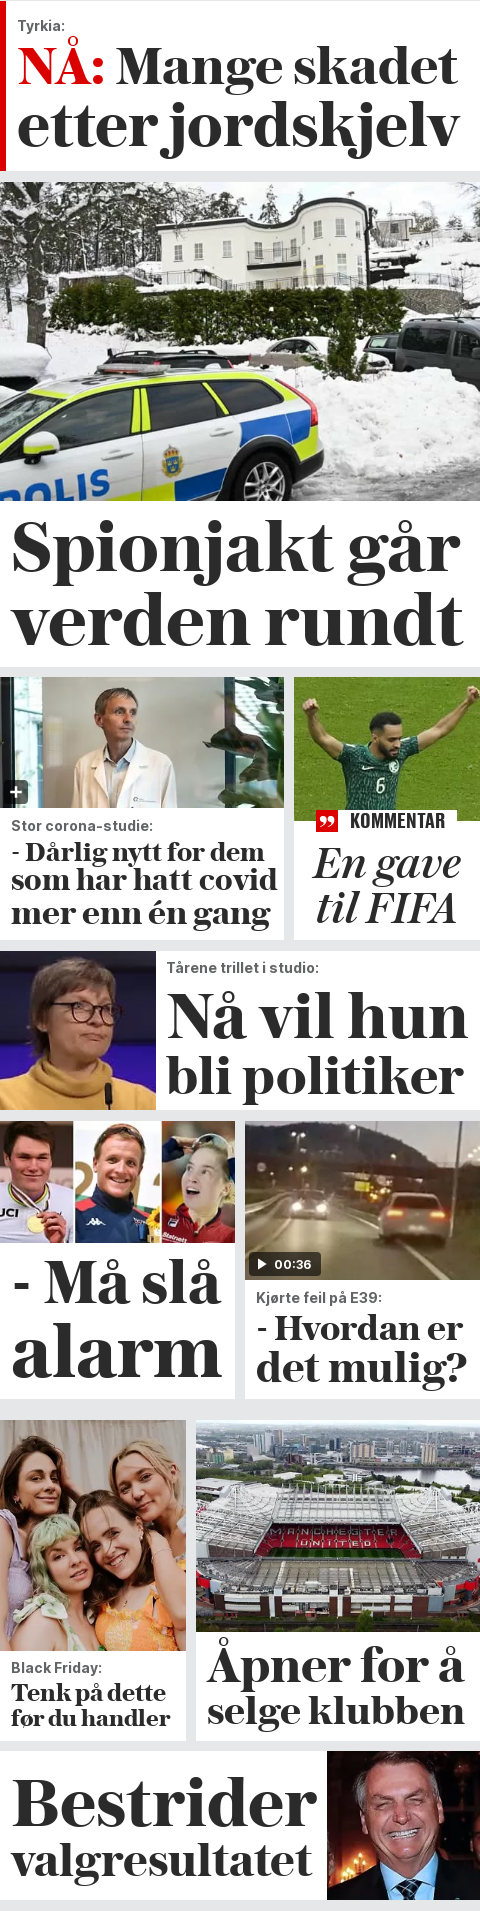 Tyrkia:
NÅ: Mange skadet
etter jordskjelv
POLIS
Spionjakt går
verden rundt
Stor corona-studie:
- Dårlig nytt for dem
som har hatt covid
mer enn én gang
6
KOMMENTAR
En gave
til FIFA
Tårene trillet i studio:
Nå vil hun
bli politiker
UCI
- Må slå
alarm
00:36
Kjørte feil på E39:
- Hvordan er
det mulig?
MANCHESTER
UNITED
Black Friday:
Tenk på dette
før du handler
Åpner for å
selge klubben
Bestrider
valgresultatet